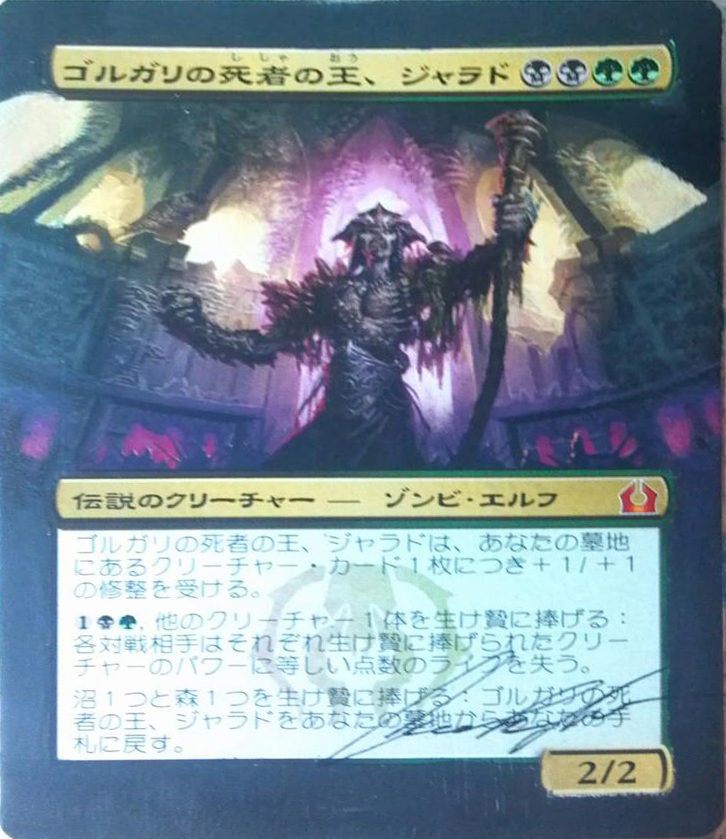 ししゃ おう
ゴルガリの死者の王、ジャラド
伝説のクリーチャー — ゾンビ・エルフ
ゴルガリの死者の王、ジャラドは、あなたの墓地
にあるクリーチャー・カード1枚につき+1/+1
の修整を受ける。
1, 他のクリーチャー1体を生け贄に捧げる:
各対戦相手はそれぞれ生け贄に捧げられたクリー
チャーのパワーに等しい点数のライフを失う。
沼1つと森1つを生け贄に捧げる:ゴルガリの死
者の王、ジャラドをあなたの墓地からあなたの手
札に戻す。
2/2